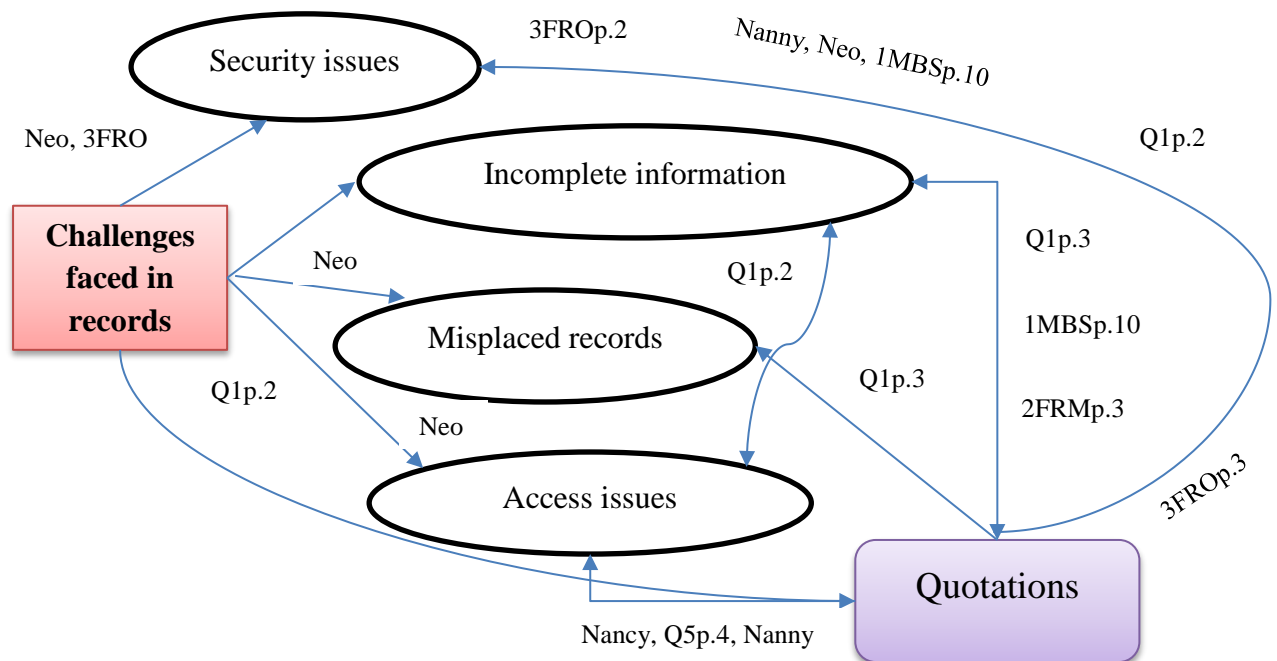 3FROp.2
Nanny, Neo, 1MBSp.10
Security issues
Neo, 3FRO
Q1p.2
Incomplete information
Challenges
faced in
records
Neo
Q1p.2
Q1p.3
1MBSp.10
Misplaced records
Q1p.2
Q1p.3
2FRMp.3
Neo
3FROp.3
Access issues
Quotations
Nancy, Q5p.4, Nanny